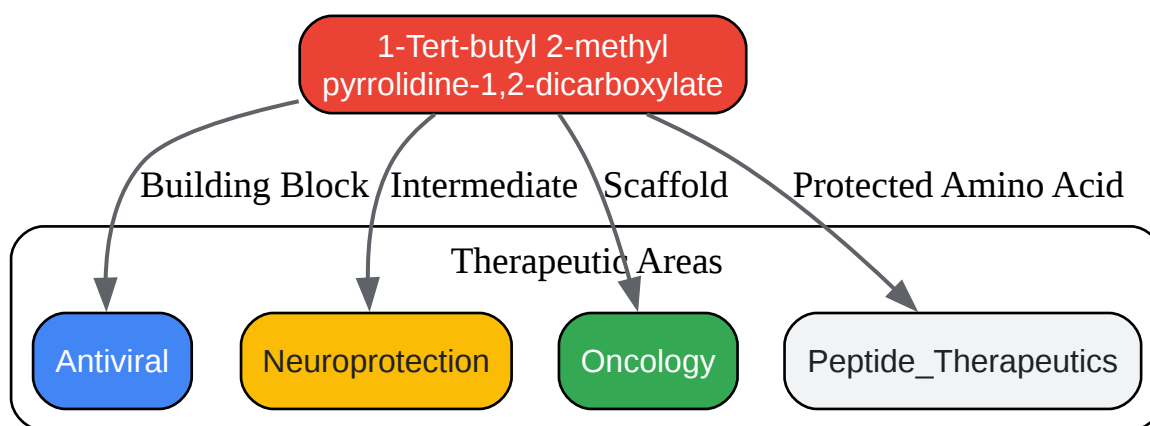 1-Tert-butyl 2-methyl
pyrrolidine-1,2-dicarboxylate
Building Block
Intermediate
Scaffold
Protected Amino Acid
Therapeutic Areas
Antiviral
Neuroprotection
Oncology
Peptide_Therapeutics